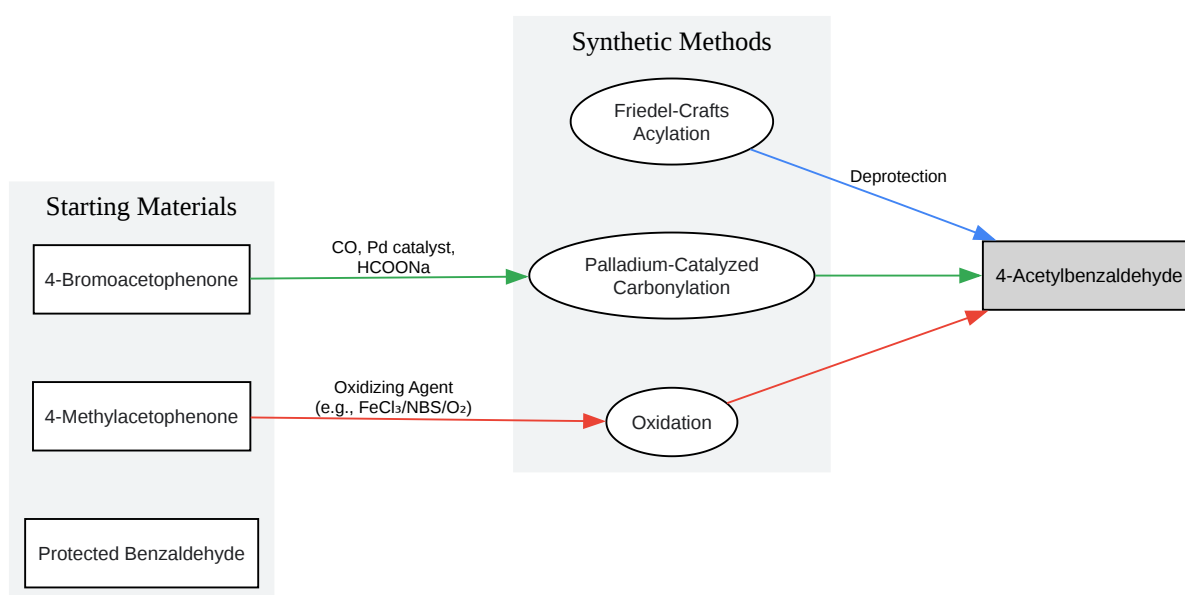 Synthetic Methods
Friedel-Crafts
Acylation
Deprotection
Starting Materials
4-Bromoacetophenone
CO, Pd catalyst,
HCOONa
Palladium-Catalyzed
Carbonylation
4-Acetylbenzaldehyde
4-Methylacetophenone
Oxidizing Agent
(e.g., FeCl₃/NBS/O₂)
Oxidation
Protected Benzaldehyde